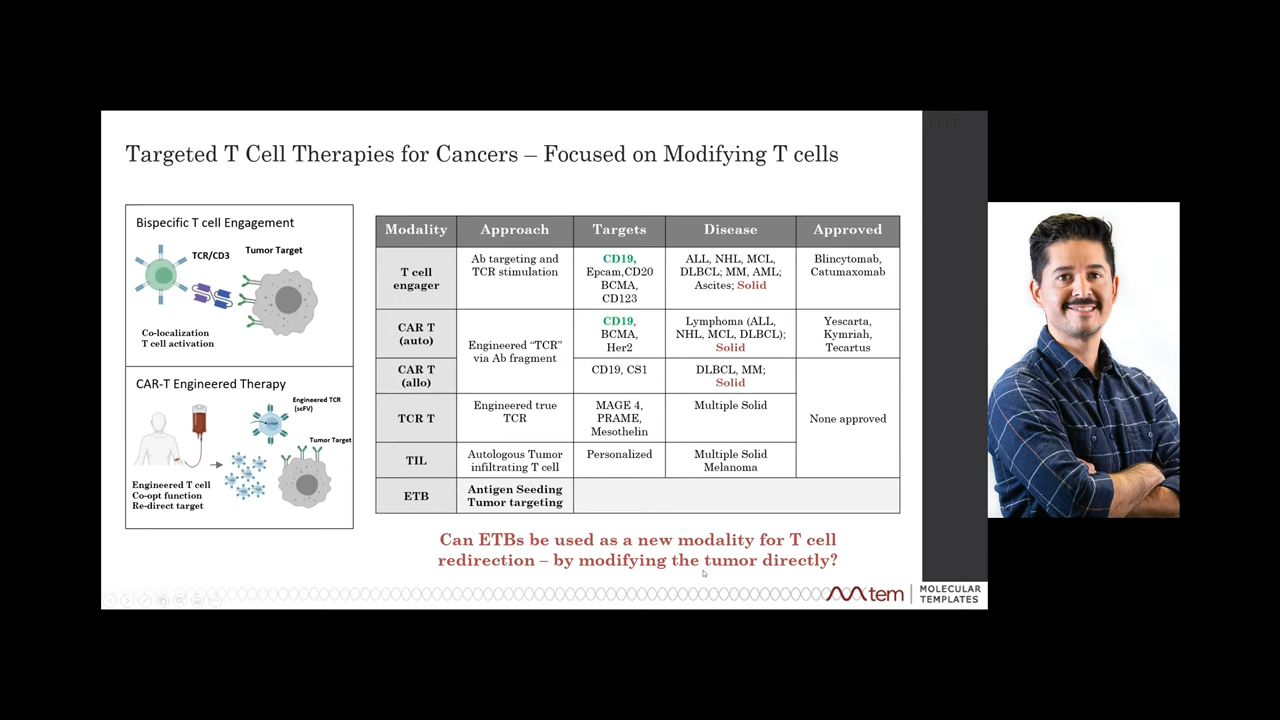 Targeted T Cell Therapies for Cancers – Focused on Modifying T cells
Bispecific T cell Engagement
TCR/CD3
Tumor Target
Co-localization
T cell activation
CAR-T Engineered Therapy
Engineered TCR
(scFV)
Tumor Target
Engineered T cell
Co-opt function
Re-direct target
Modality
Approach
Targets
Disease
Approved
T cell
engager
Ab targeting and
TCR stimulation
CD19,
Epcam,CD20
BCMA,
CD123
ALL, NHL, MCL,
DLBCL; MM, AML;
Ascites; Solid
Blincytomab,
Catumaxomab
CAR T
(auto)
Engineered “TCR”
via Ab fragment
CD19,
BCMA,
Her2
Lymphoma (ALL,
NHL, MCL, DLBCL);
Solid
Yescarta,
Kymriah,
Tecartus
CAR T
(allo)
CD19, CS1
DLBCL, MM;
Solid
None approved
TCR T
Engineered true
TCR
MAGE 4,
PRAME,
Mesothelin
Multiple Solid
TIL
Autologous Tumor
infiltrating T cell
Personalized
Multiple Solid
Melanoma
ETB
Antigen Seeding
Tumor targeting
Can ETBs be used as a new modality for T cell
redirection – by modifying the tumor directly?
tem
MOLECULAR
TEMPLATES